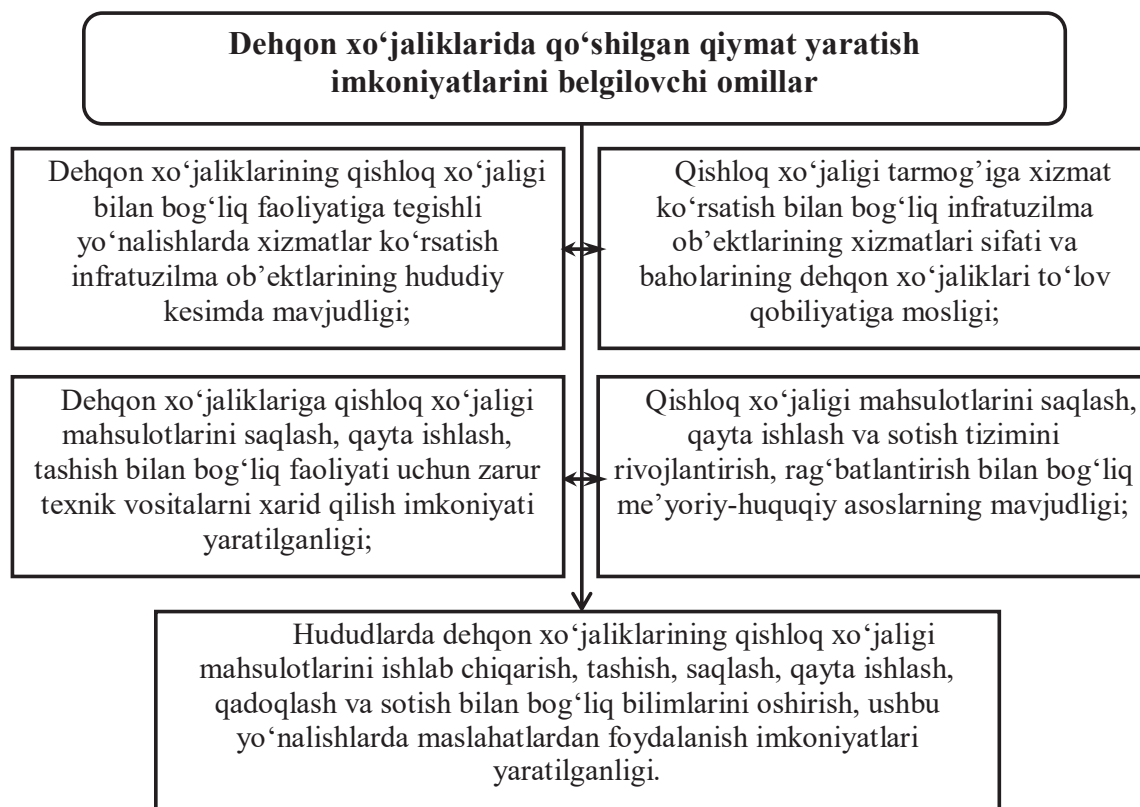 Dehqon xo‘jaliklarida qo‘shilgan qiymat yaratish
imkoniyatlarini belgilovchi omillar
Dehqon xo‘jaliklarining qishloq xo‘jaligi
bilan bog‘liq faoliyatiga tegishli
yo‘nalishlarda xizmatlar ko‘rsatish
infratuzilma ob’ektlarining hududiy
kesimda mavjudligi;
Qishloq xo‘jaligi tarmog’iga xizmat
ko‘rsatish bilan bog‘liq infratuzilma
ob’ektlarining xizmatlari sifati va
baholarining dehqon xo‘jaliklari to‘lov
qobiliyatiga mosligi;
Dehqon xo‘jaliklariga qishloq xo‘jaligi
mahsulotlarini saqlash, qayta ishlash,
tashish bilan bog‘liq faoliyati uchun zarur
texnik vositalarni xarid qilish imkoniyati
yaratilganligi;
Qishloq xo‘jaligi mahsulotlarini saqlash,
qayta ishlash va sotish tizimini
rivojlantirish, rag‘batlantirish bilan bog‘liq
me’yoriy-huquqiy asoslarning mavjudligi;
Hududlarda dehqon xo‘jaliklarining qishloq xo‘jaligi
mahsulotlarini ishlab chiqarish, tashish, saqlash, qayta ishlash,
qadoqlash va sotish bilan bog‘liq bilimlarini oshirish, ushbu
yo‘nalishlarda maslahatlardan foydalanish imkoniyatlari
yaratilganligi.